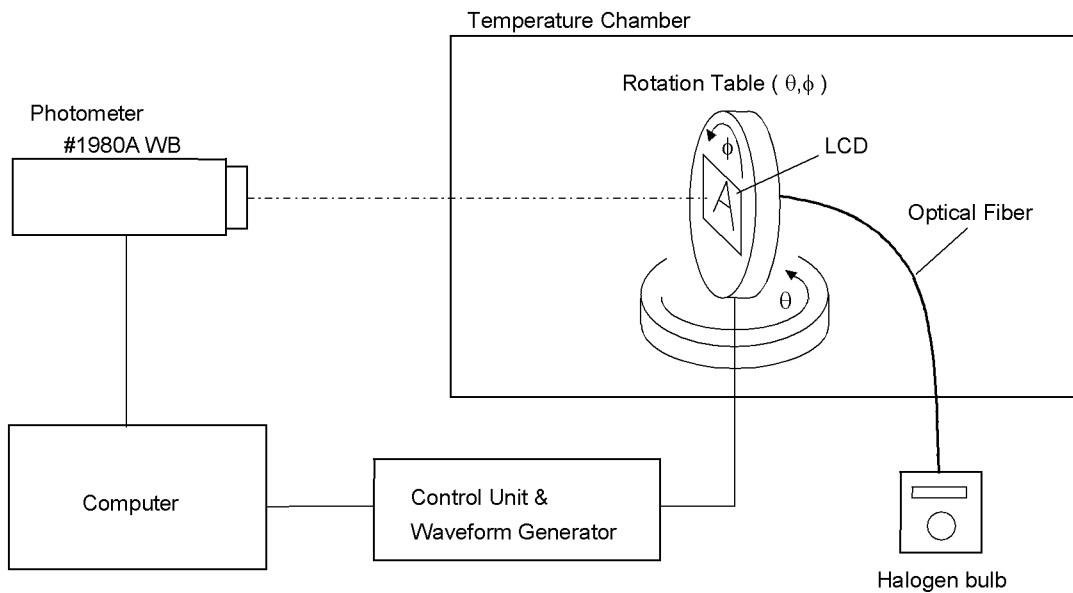 Temperature Chamber
Rotation Table ( θ,ϕ )
Photometer
#1980A WB
ϕ
LCD
A
Optical Fiber
θ
Computer
Control Unit &
Waveform Generator
Halogen bulb